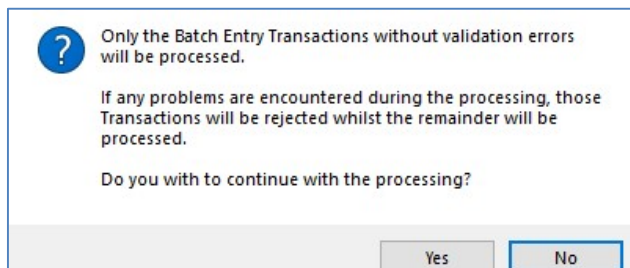 Only the Batch Entry Transactions without validation errors
will be processed.
If any problems are encountered during the processing, those
Transactions will be rejected whilst the remainder will be
processed.
Do you with to continue with the processing?
Yes
No